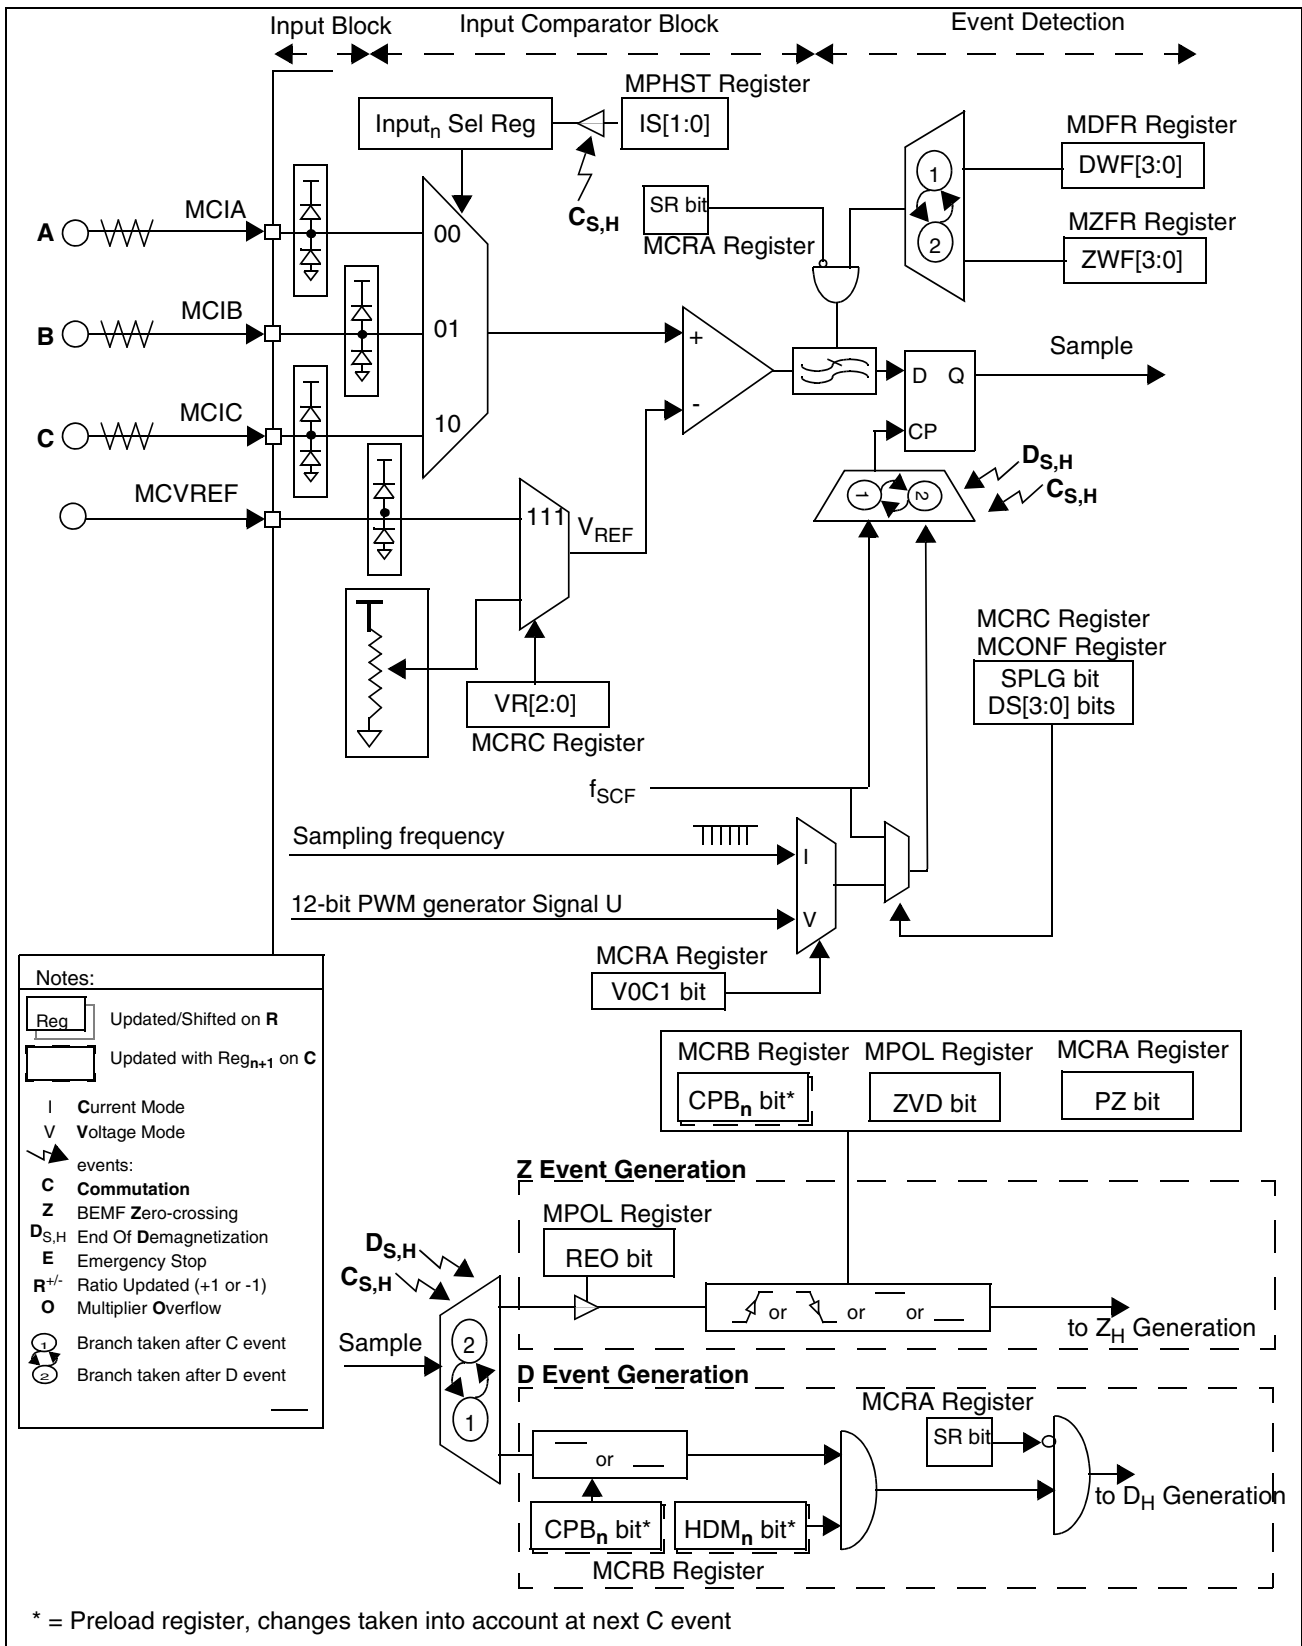 Input Block
Input Comparator Block
Event Detection
MPHST Register
Inputn Sel Reg
IS[1:0]
CS,H
MDFR Register
DWF[3:0]
MZFR Register
ZWF[3:0]
1
2
SR bit
MCRA Register
A
MCIA
00
B
MCIB
01
C
MCIC
10
MCVREF
111
VREF
+
-
D Q
CP
Sample
1 2
DS,H
CS,H
VR[2:0]
MCRC Register
MCRC Register
MCONF Register
SPLG bit
DS[3:0] bits
fSCF
Sampling frequency
I
12-bit PWM generator Signal U
V
MCRA Register
V0C1 bit
Notes:
Reg
Updated/Shifted on R
Updated with Regn+1 on C
I Current Mode
V Voltage Mode
events:
C Commutation
Z BEMF Zero-crossing
DS,H End Of Demagnetization
E Emergency Stop
R+/- Ratio Updated (+1 or -1)
O Multiplier Overflow
1 Branch taken after C event
2 Branch taken after D event
MCRB Register
CPBn bit*
MPOL Register
ZVD bit
MCRA Register
PZ bit
Z Event Generation
MPOL Register
REO bit
DS,H
CS,H
or or or
to ZH Generation
Sample
2
1
D Event Generation
or
CPBn bit*
HDMn bit*
MCRB Register
MCRA Register
SR bit
to DH Generation
* = Preload register, changes taken into account at next C event